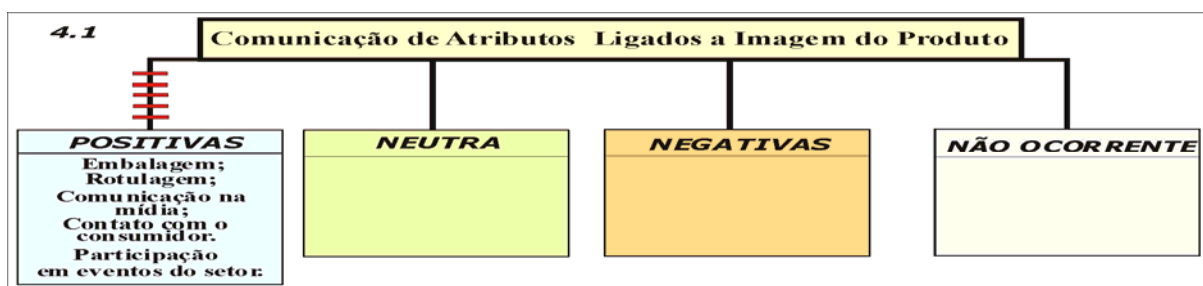 4.1
Comunicação de Atributos Ligados a Imagem do Produto
POSITIVAS
Embalagem;
Rotulagem;
Comunicação na
mídia;
Contato com o
consumidor.
Participação
em eventos do setor.
NEUTRA
NEGATIVAS
NÃO OCORRENTE